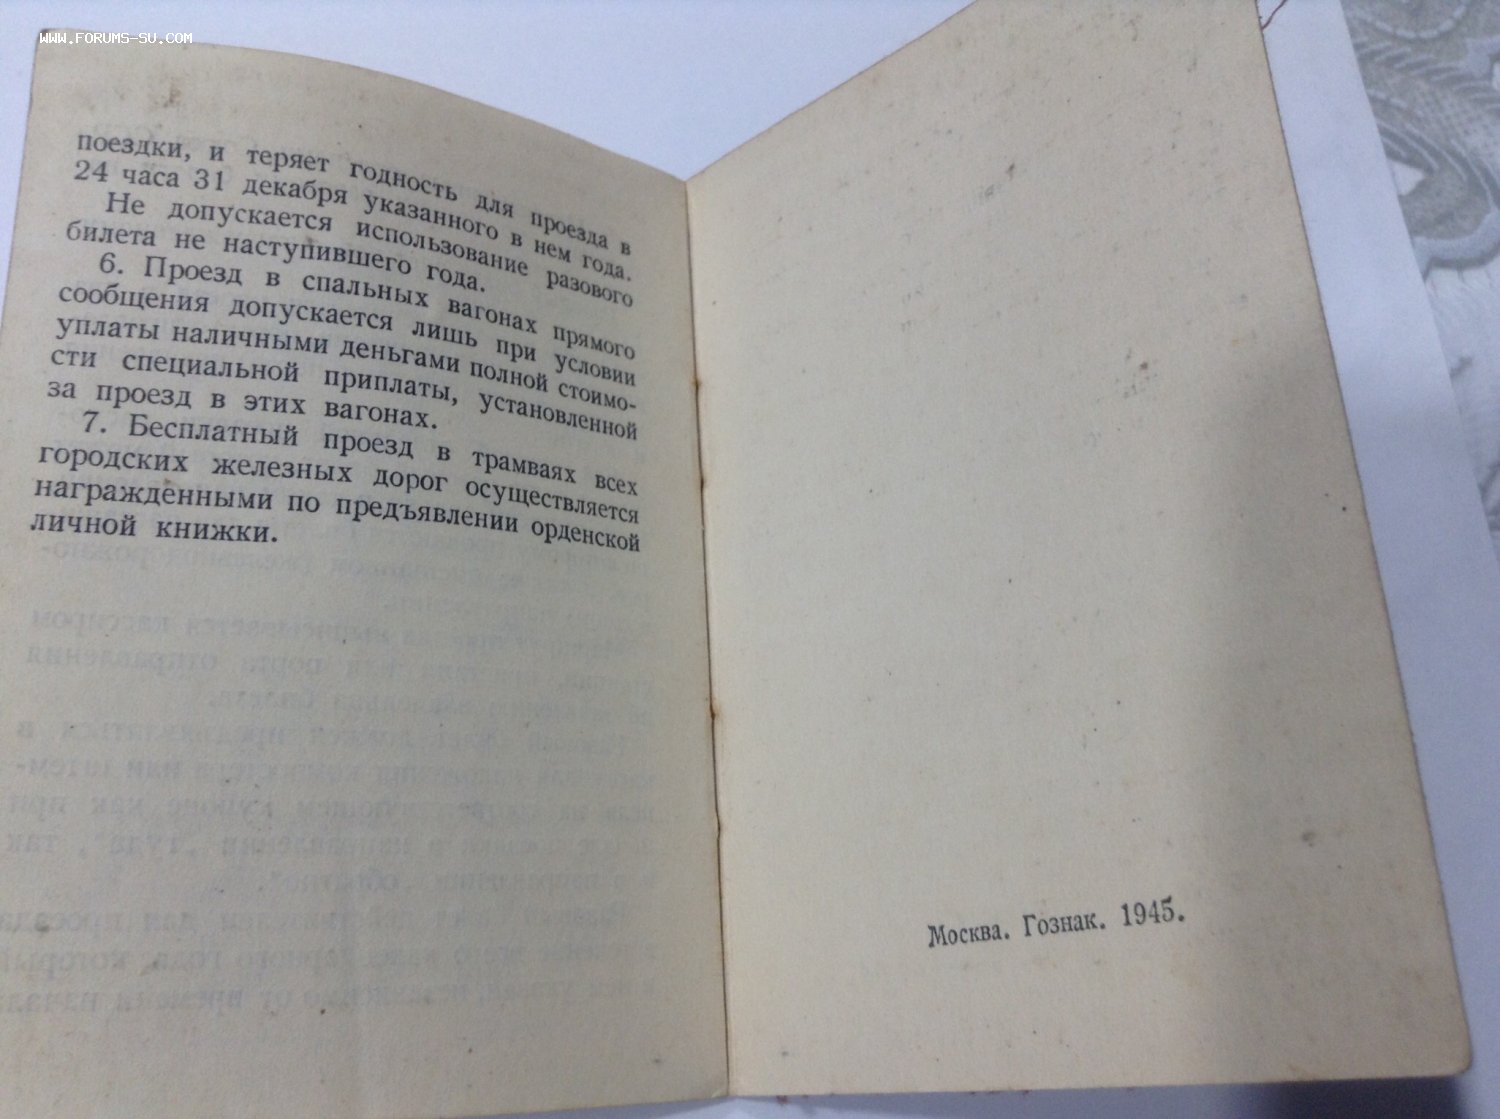 WWW.FORUMS-SU.COM
поездки, и теряет годность для проезда в
24 часа 31 декабря указанного в нем года.
Не допускается использование разового
билета не наступившего года.
6. Проезд в спальных вагонах прямого
сообщения допускается лишь при условии
уплаты наличными деньгами полной стоимо-
сти специальной приплаты, установленной
за проезд в этих вагонах.
7. Бесплатный проезд в трамваях всех
городских железных дорог осуществляется
награжденными по предъявлении орденской
личной книжки.
Москва. Гознак. 1945.